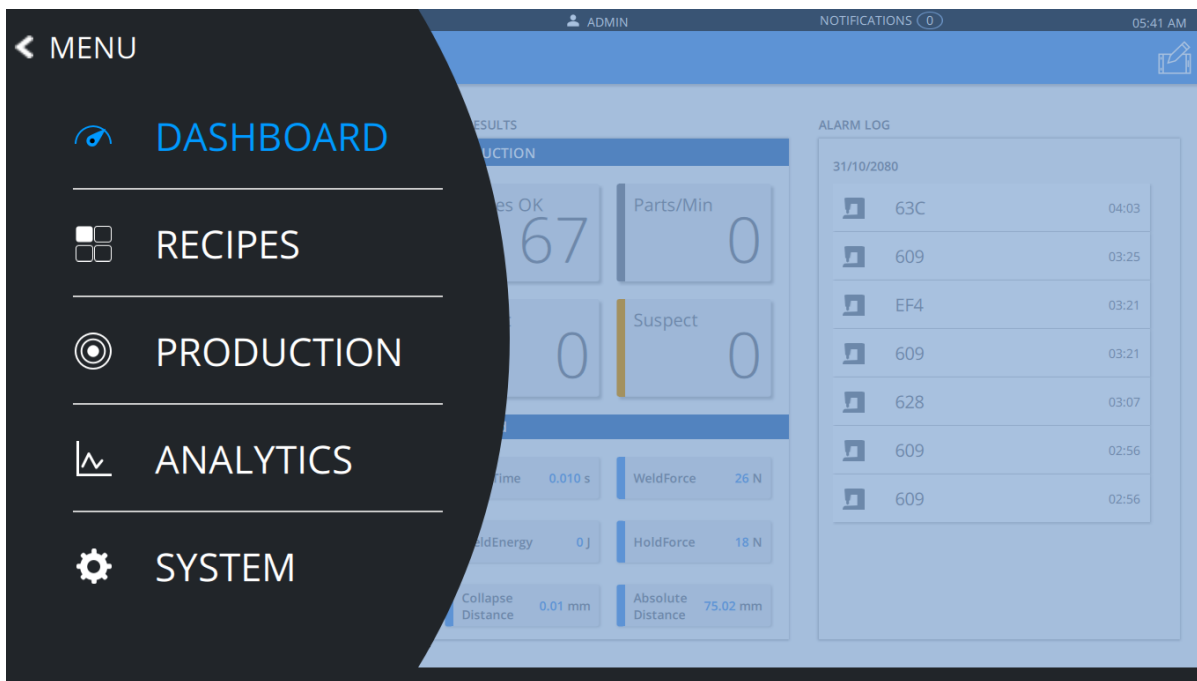 MENU
DASHBOARD
RECIPES
PRODUCTION
ANALYTICS
SYSTEM
ADMIN
NOTIFICATIONS 0
05:41 AM
ESULTS
UCTION
es OK
67
Parts/Min
0
0
Suspect
0
Time 0.010 s
WeldForce 26 N
eldEnergy 0 J
HoldForce 18 N
Collapse
Distance
0.01 mm
Absolute
Distance
75.02 mm
ALARM LOG
31/10/2080
63C 04:03
609 03:25
EF4 03:21
609 03:21
628 03:07
609 02:56
609 02:56